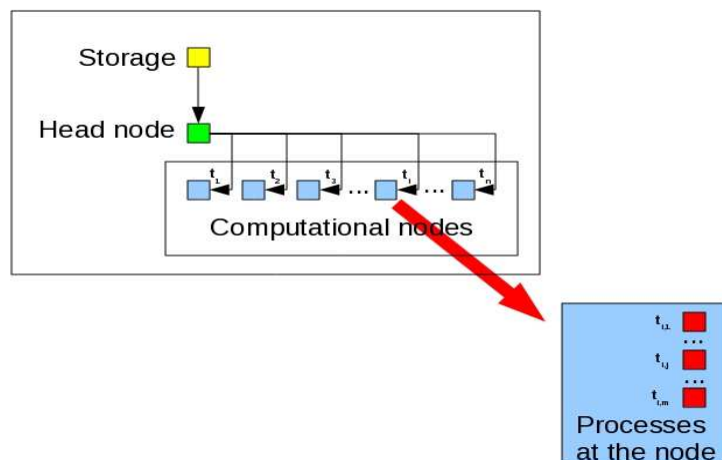 Storage
Head node
t₁ t₂ t₃ ... tᵢ ... tₙ
Computational nodes
tᵢ,₁
...
tᵢ,ⱼ
...
tᵢ,ₘ
Processes
at the node